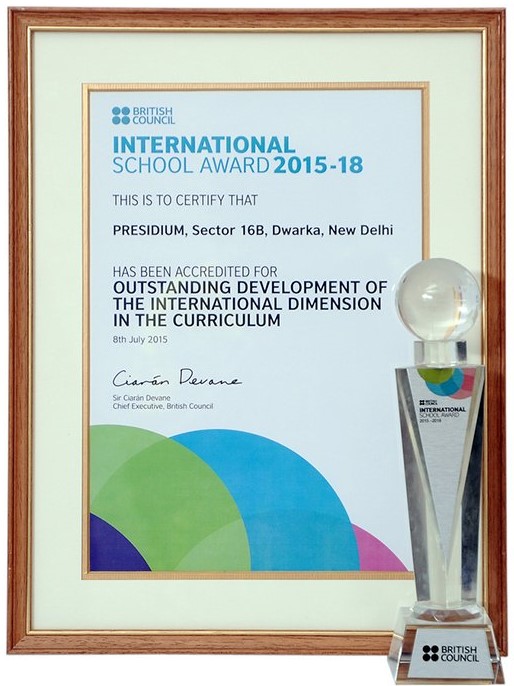 BRITISH
COUNCIL
INTERNATIONAL
SCHOOL AWARD 2015-18
THIS IS TO CERTIFY THAT
PRESIDIUM, Sector 16B, Dwarka, New Delhi
HAS BEEN ACCREDITED FOR
OUTSTANDING DEVELOPMENT OF
THE INTERNATIONAL DIMENSION
IN THE CURRICULUM
8th July 2015
Ciarán Devane
Sir Ciarán Devane
Chief Executive, British Council
BRITISH
COUNCIL
INTERNATIONAL
SCHOOL AWARD
2015-2018
BRITISH
COUNCIL